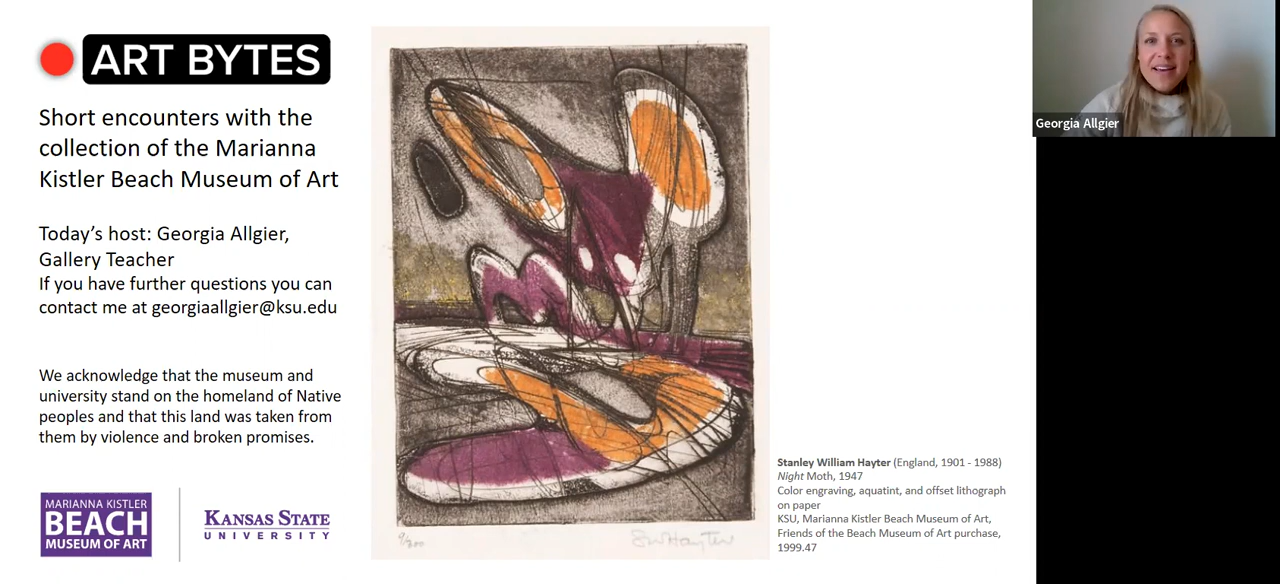 ART BYTES
Short encounters with the
collection of the Marianna
Kistler Beach Museum of Art
Today's host: Georgia Allgier,
Gallery Teacher
If you have further questions you can
contact me at georgiaallgier@ksu.edu
We acknowledge that the museum and
university stand on the homeland of Native
peoples and that this land was taken from
them by violence and broken promises.
MARIANNA KISTLER
BEACH
MUSEUM OF ART
KANSAS STATE
UNIVERSITY
SWHayter
Stanley William Hayter (England, 1901 - 1988)
Night Moth, 1947
Color engraving, aquatint, and offset lithograph
on paper
KSU, Marianna Kistler Beach Museum of Art,
Friends of the Beach Museum of Art purchase,
1999.47
Georgia Allgier